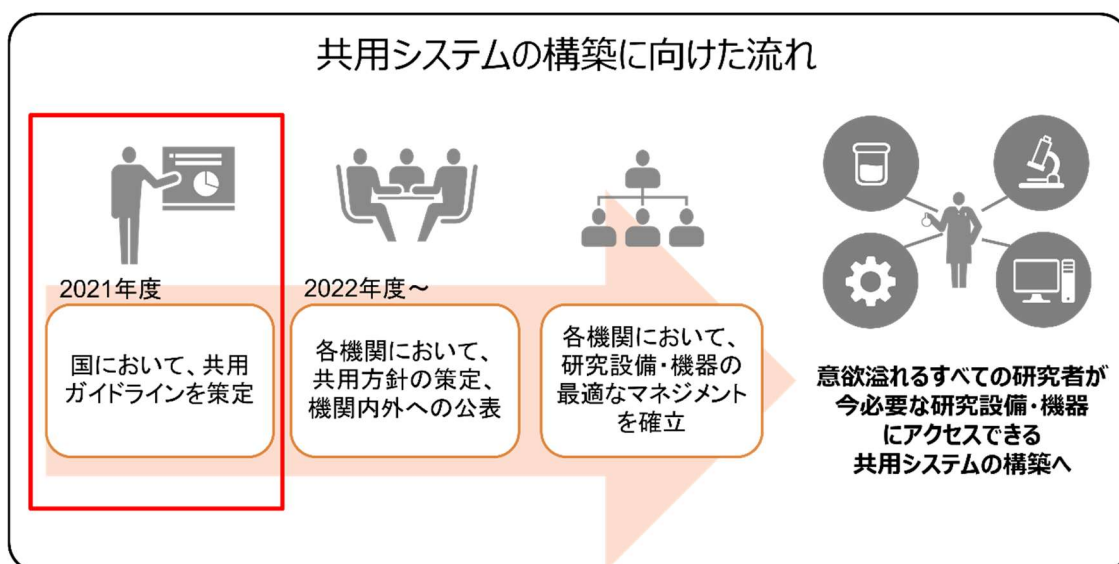 共用システムの構築に向けた流れ
2021年度
国において、共用
ガイドラインを策定
2022年度～
各機関において、
共用方針の策定、
機関内外への公表
各機関において、
研究設備・機器の
最適なマネジメント
を確立
意欲溢れるすべての研究者が
今必要な研究設備・機器
にアクセスできる
共用システムの構築へ